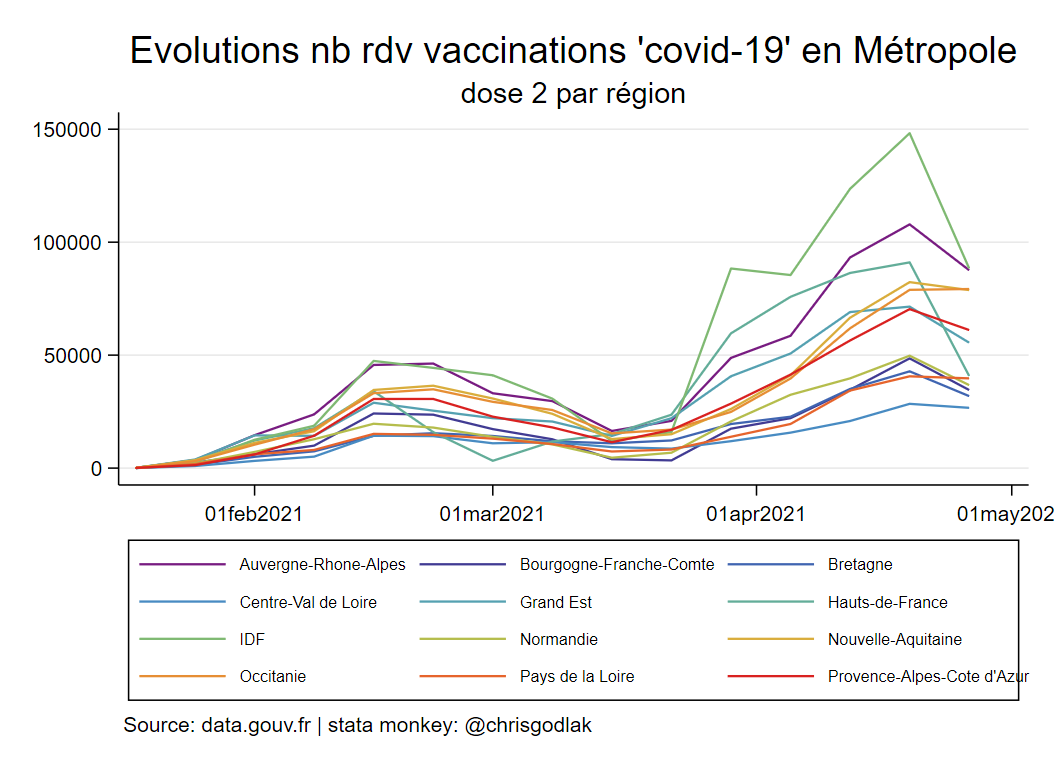 Evolutions nb rdv vaccinations 'covid-19' en Métropole
dose 2 par région
150000
100000
50000
0
01feb2021 01mar2021 01apr2021 01may202
Auvergne-Rhone-Alpes Bourgogne-Franche-Comte Bretagne
Centre-Val de Loire Grand Est Hauts-de-France
IDF Normandie Nouvelle-Aquitaine
Occitanie Pays de la Loire Provence-Alpes-Cote d'Azur
Source: data.gouv.fr | stata monkey: @chrisgodlak